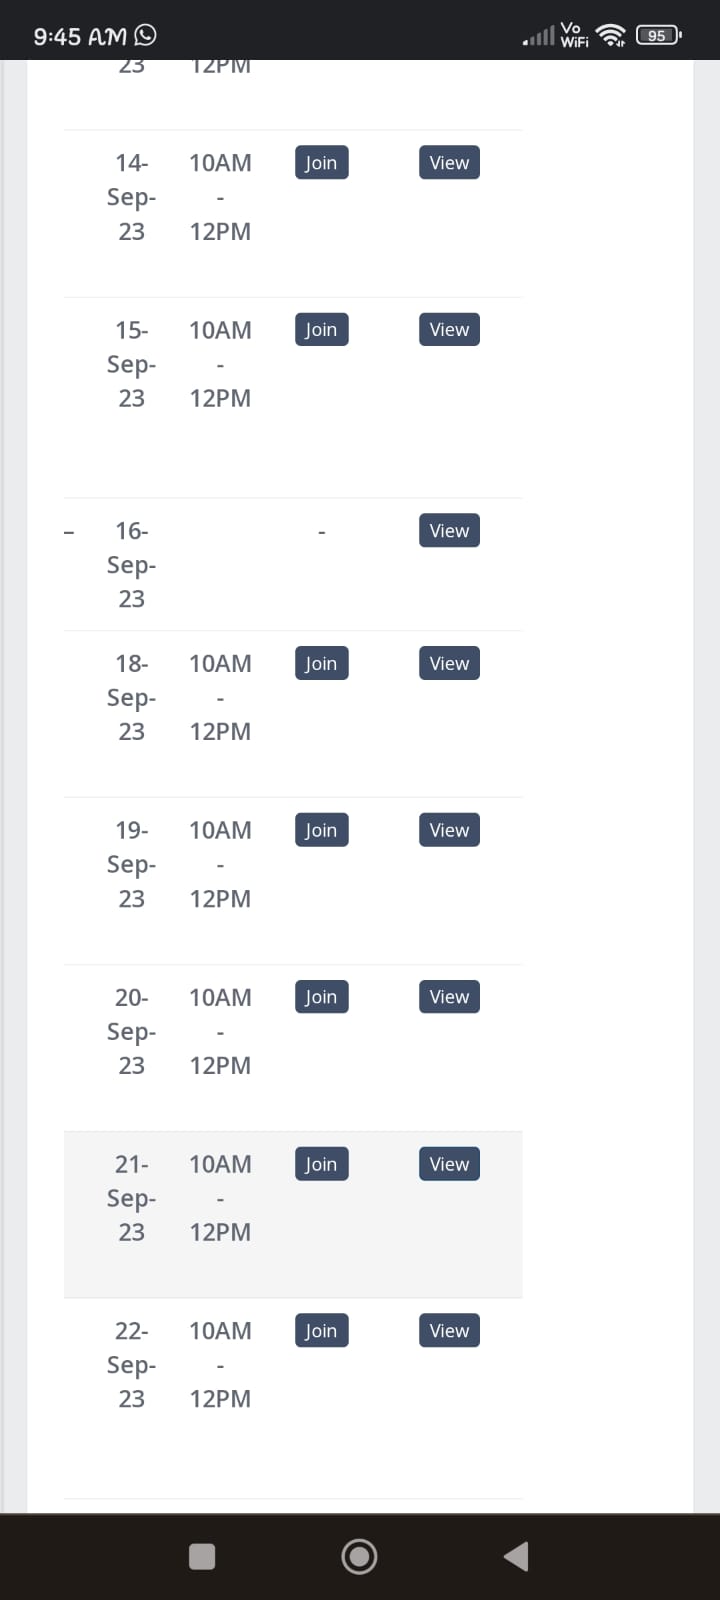 9:45 AM
Vo
WiFi
95
23 12PM
14- 10AM Join View
Sep- -
23 12PM
15- 10AM Join View
Sep- -
23 12PM
– 16- - View
Sep-
23
18- 10AM Join View
Sep- -
23 12PM
19- 10AM Join View
Sep- -
23 12PM
20- 10AM Join View
Sep- -
23 12PM
21- 10AM Join View
Sep- -
23 12PM
22- 10AM Join View
Sep- -
23 12PM